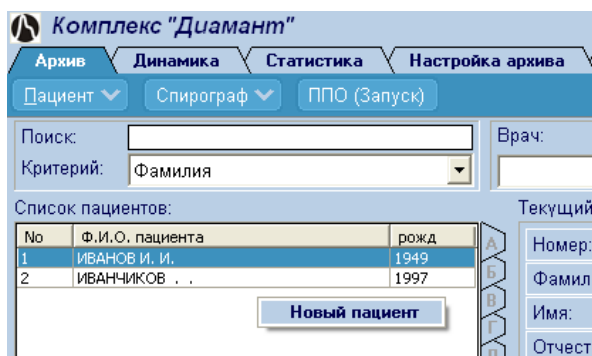 Комплекс "Диамант"
Архив Динамика Статистика Настройка архива
Пациент Спирограф ППО (Запуск)
Поиск: Врач:
Критерий: Фамилия
Список пациентов: Текущий
No Ф.И.О. пациента рожд
1 ИВАНОВ И. И. 1949
2 ИВАНЧИКОВ . . 1997
А
Б
В
Г
Номер:
Фамил
Новый пациент Имя:
Отчест